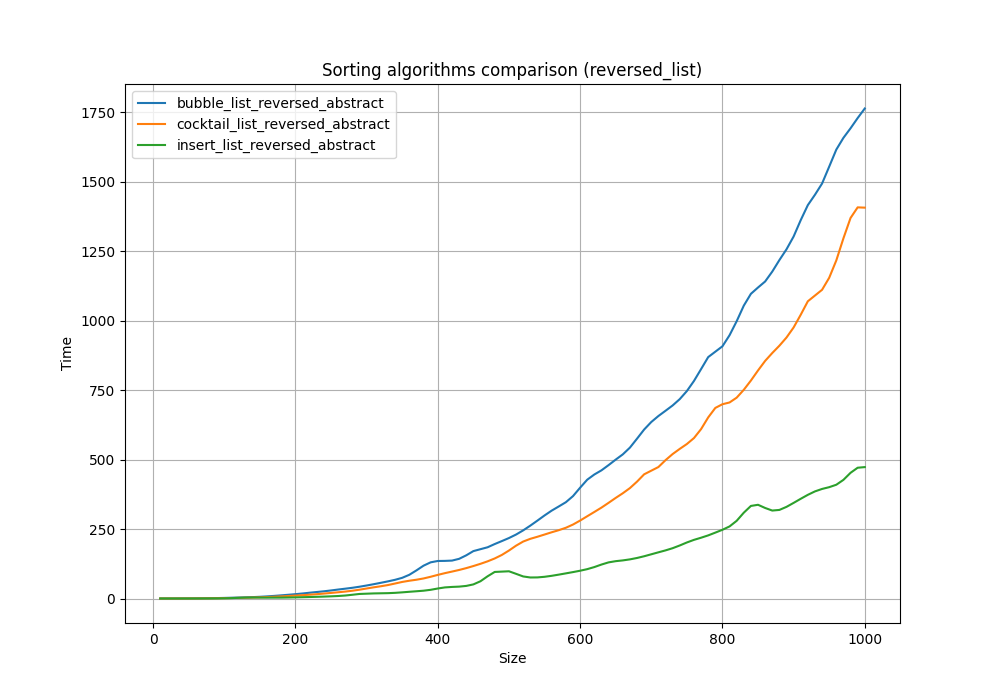 Sorting algorithms comparison (reversed_list)
bubble_list_reversed_abstract
cocktail_list_reversed_abstract
insert_list_reversed_abstract
1750
1500
1250
1000
750
500
250
0
Time
0 200 400 600 800 1000
Size